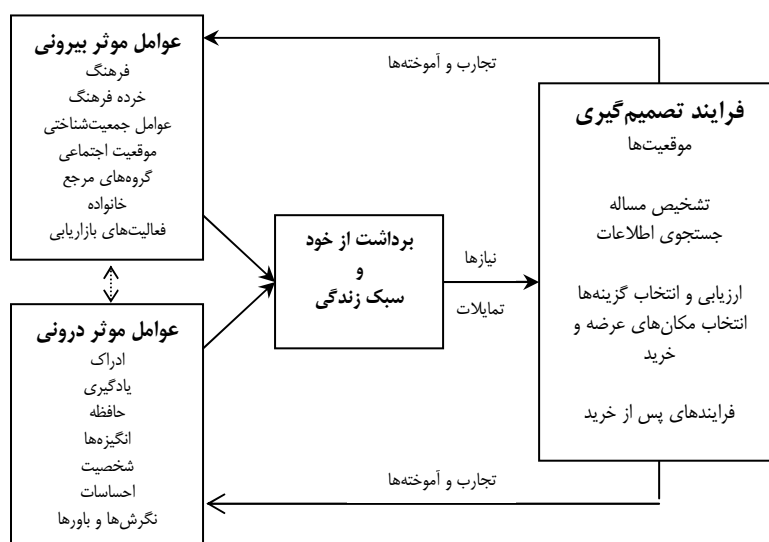 عوامل موثر بیرونی
فرهنگ
خرده فرهنگ
عوامل جمعیت‌شناختی
موقعیت اجتماعی
گروه‌های مرجع
خانواده
فعالیت‌های بازاریابی
تجارب و آموخته‌ها
فرایند تصمیم‌گیری
موقعیت‌ها
تشخیص مساله
جستجوی اطلاعات
ارزیابی و انتخاب گزینه‌ها
انتخاب مکان‌های عرضه و
خرید
فرایندهای پس از خرید
برداشت از خود
و
سبک زندگی
نیازها
تمایلات
عوامل موثر درونی
ادراک
یادگیری
حافظه
انگیزه‌ها
شخصیت
احساسات
نگرش‌ها و باورها
تجارب و آموخته‌ها